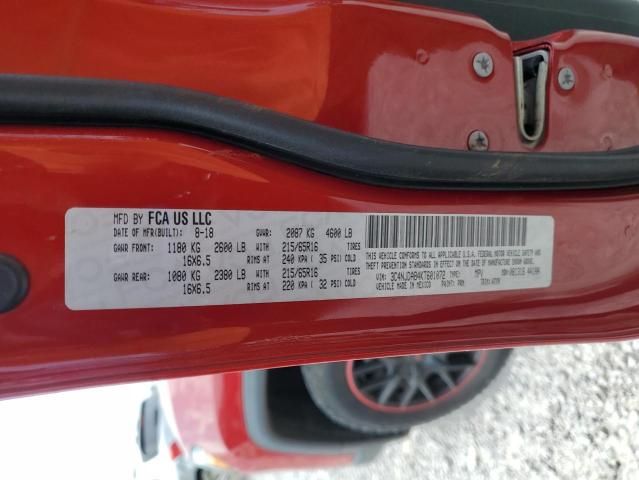 MFD BY FCA US LLC
DATE OF MFR(BUILT): 8-18 GVWR: 2087 KG 4600 LB
GAWR FRONT: 1180 KG 2600 LB WITH 215/65R16 TIRES
16X6.5 RIMS AT 240 KPA ( 35 PSI) COLD
GAWR REAR: 1080 KG 2380 LB WITH 215/65R16 TIRES
16X6.5 RIMS AT 220 KPA ( 32 PSI) COLD
THIS VEHICLE CONFORMS TO ALL APPLICABLE U.S.A. FEDERAL MOTOR VEHICLE SAFETY AND
THEFT PREVENTION STANDARDS IN EFFECT ON THE DATE OF MANUFACTURE SHOWN ABOVE.
VIN: 3C4NJDAB4KT601072 TYPE: MPV
VEHICLE MADE IN MEXICO PAINT: PRM TRIM: